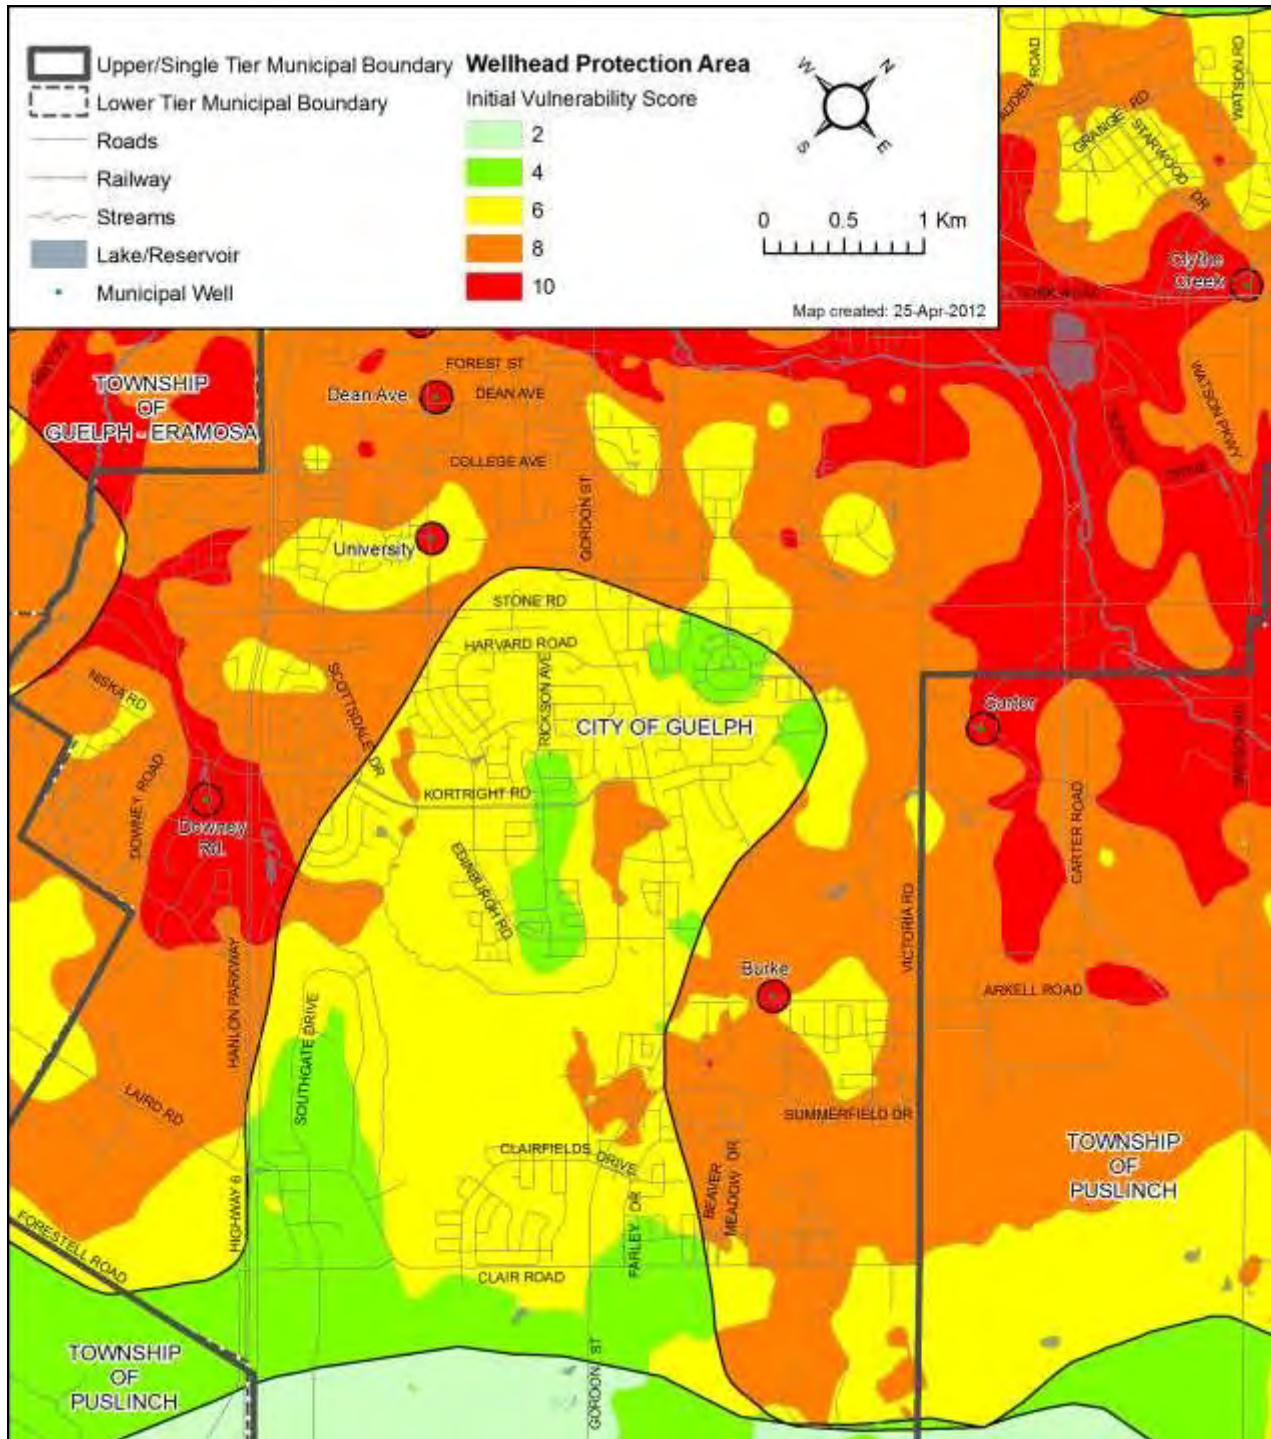 Upper/Single Tier Municipal Boundary
Lower Tier Municipal Boundary
Roads
Railway
Streams
Lake/Reservoir
Municipal Well
Wellhead Protection Area
Initial Vulnerability Score
2
4
6
8
10
W
N
S
E
0 0.5 1 Km
Map created: 25-Apr-2012
ROAD
WATSON RD
GRANGE RD
STARWOOD DR
Clythe
Creek
YORK ROAD
WATSON PKWY
TOWNSHIP
OF
GUELPH - ERAMOSA
FOREST ST
Dean Ave
DEAN AVE
COLLEGE AVE
GORDON ST
University
STONE RD
HARVARD ROAD
RICKSON AVE
SCOTTSDALE DR
NISKA RD
CITY OF GUELPH
Carter
DOWNEY ROAD
Downey
Rd.
KORTRIGHT RD
EDINBURGH RD
CARTER ROAD
VICTORIA RD
HANLON PARKWAY
Burke
ARKELL ROAD
SOUTHGATE DRIVE
LAIRD RD
SUMMERFIELD DR
CLAIRFIELDS DRIVE
BEAVER
MEADOW DR
TOWNSHIP
OF
PUSLINCH
HIGHWAY 6
FARLEY DR
FORESTELL ROAD
CLAIR ROAD
GORDON ST
TOWNSHIP
OF
PUSLINCH